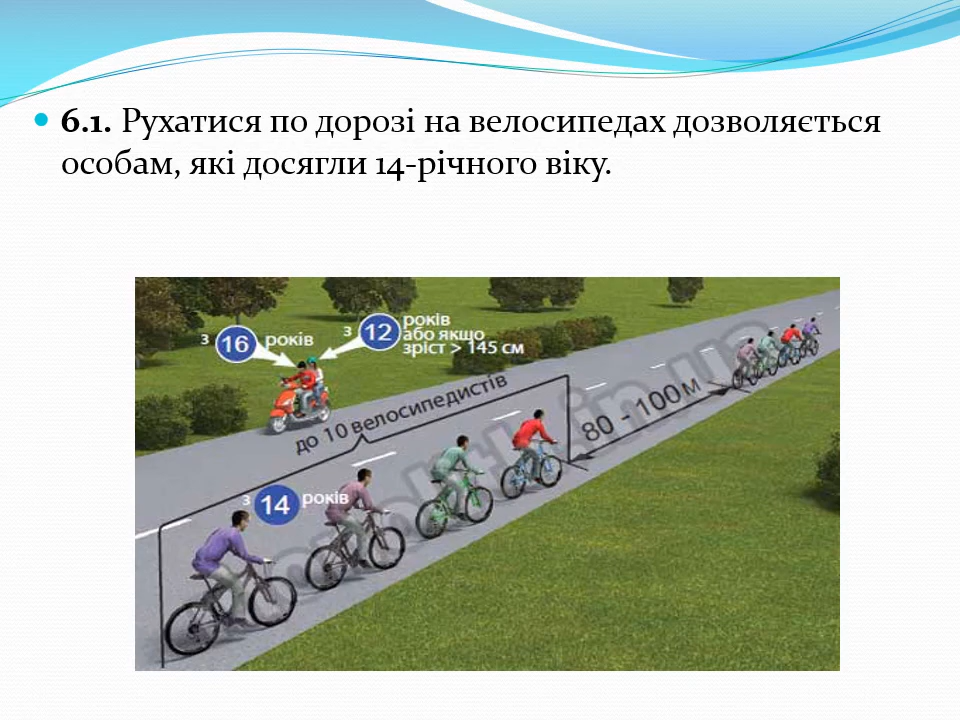 6.1. Рухатися по дорозі на велосипедах дозволяється
особам, які досягли 14-річного віку.
з 16 років
з 12 років
або якщо
зріст > 145 см
до 10 велосипедистів
80 - 100 м
з 14 років